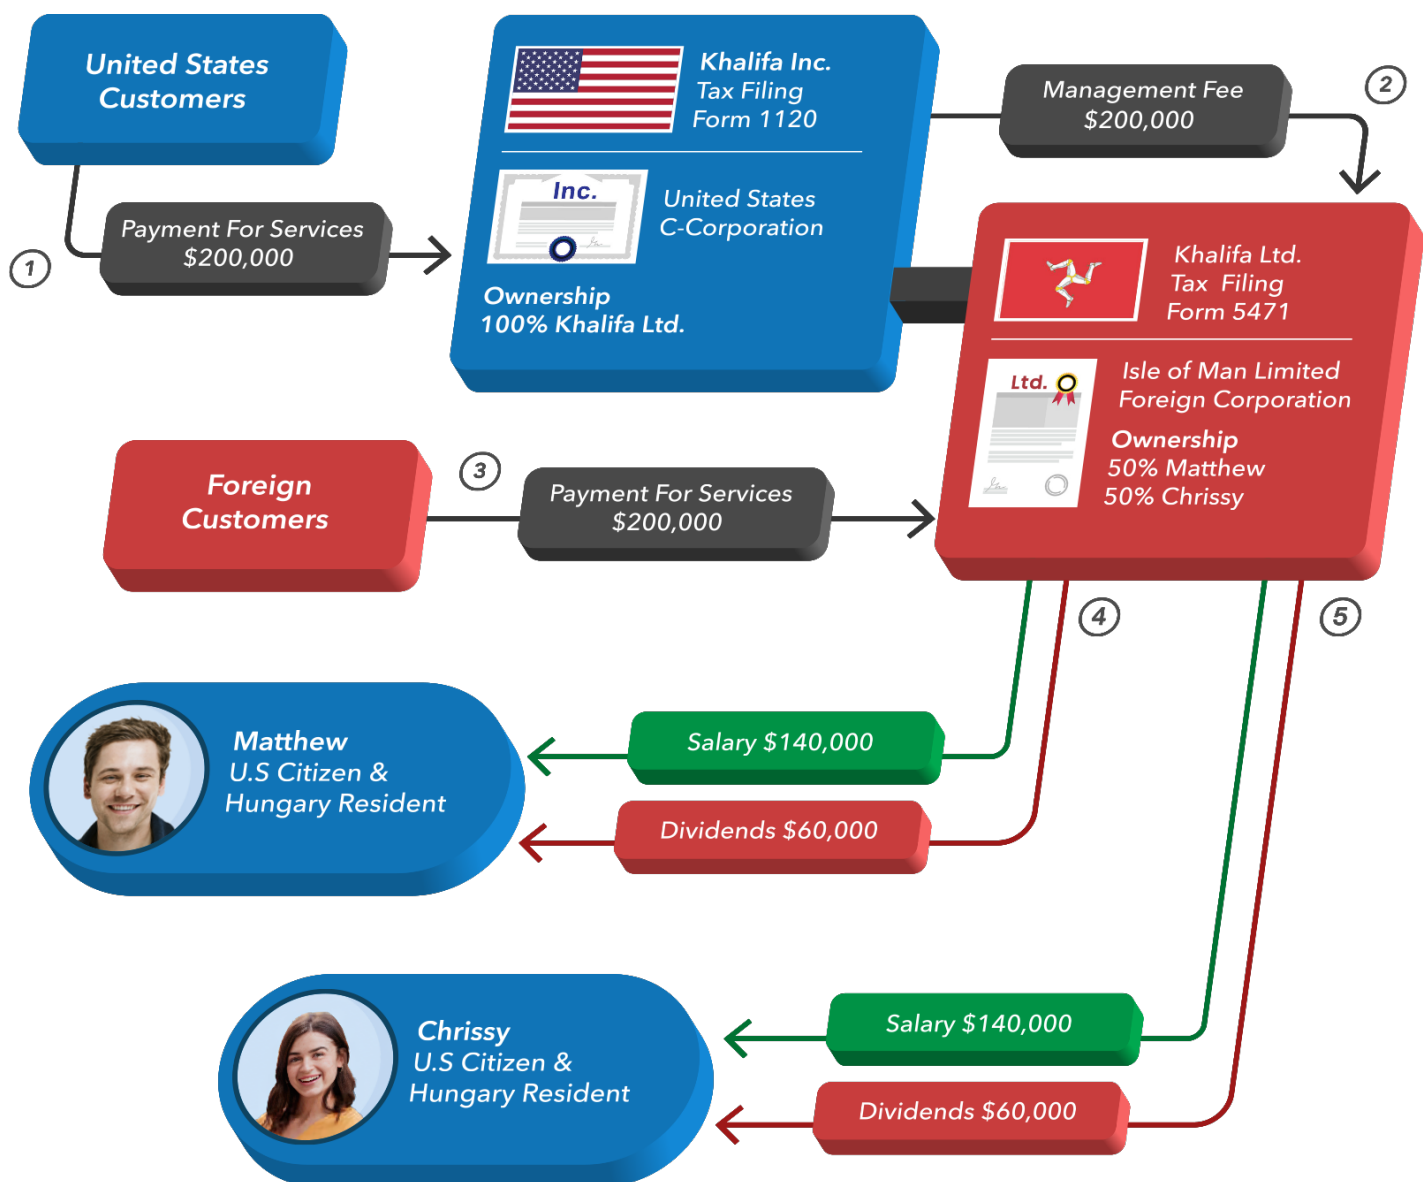 United States
Customers
1
Payment For Services
$200,000
Khalifa Inc.
Tax Filing
Form 1120
Inc.
United States
C-Corporation
Ownership
100% Khalifa Ltd.
Management Fee
$200,000
2
Khalifa Ltd.
Tax Filing
Form 5471
Ltd.
Isle of Man Limited
Foreign Corporation
Ownership
50% Matthew
50% Chrissy
Foreign
Customers
3
Payment For Services
$200,000
4
5
Matthew
U.S Citizen &
Hungary Resident
Salary $140,000
Dividends $60,000
Chrissy
U.S Citizen &
Hungary Resident
Salary $140,000
Dividends $60,000